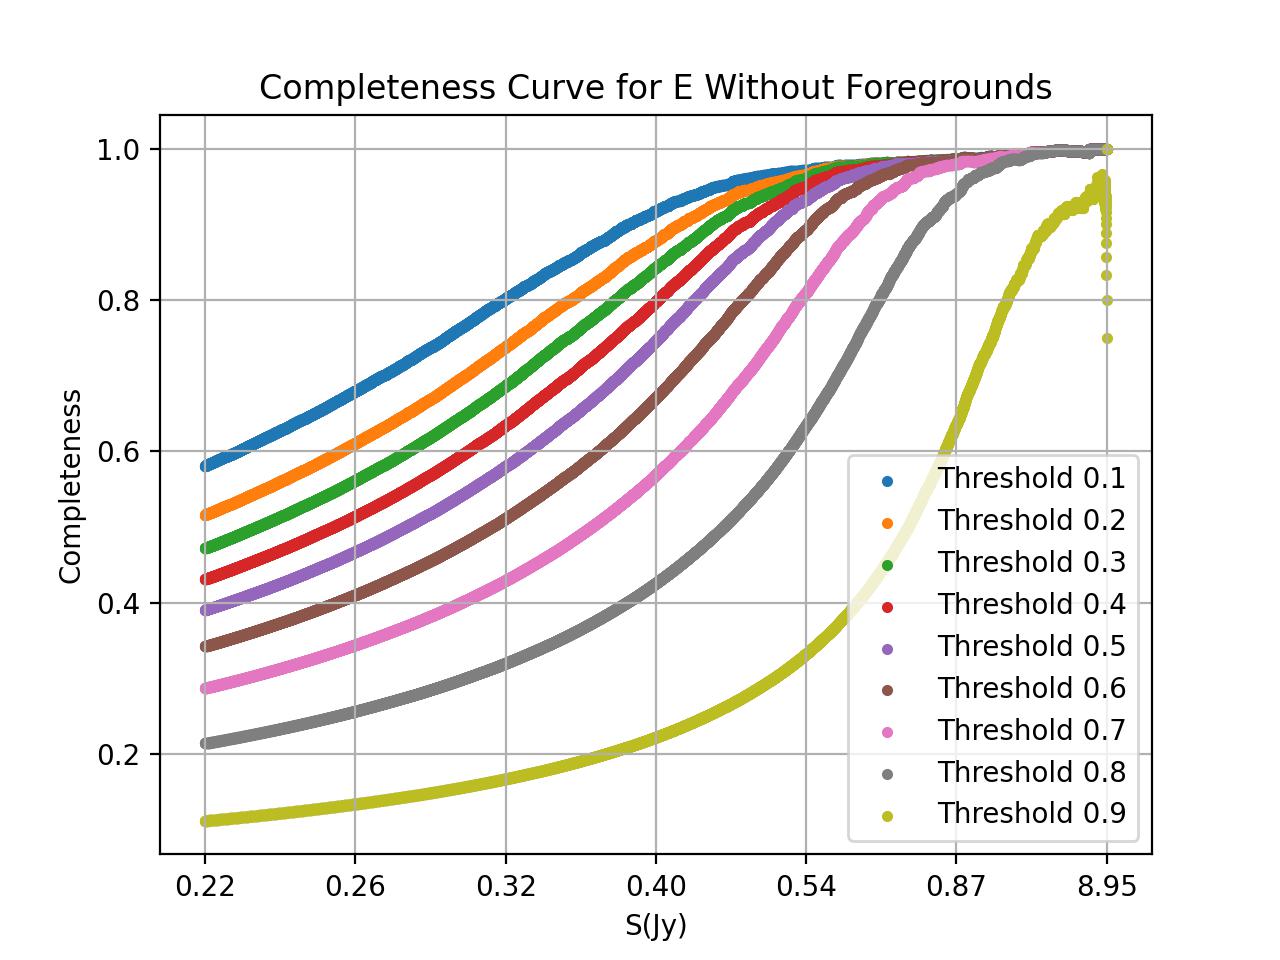 Completeness Curve for E Without Foregrounds
1.0
0.8
0.6
0.4
0.2
Completeness
Threshold 0.1
Threshold 0.2
Threshold 0.3
Threshold 0.4
Threshold 0.5
Threshold 0.6
Threshold 0.7
Threshold 0.8
Threshold 0.9
0.22 0.26 0.32 0.40 0.54 0.87 8.95
S(Jy)